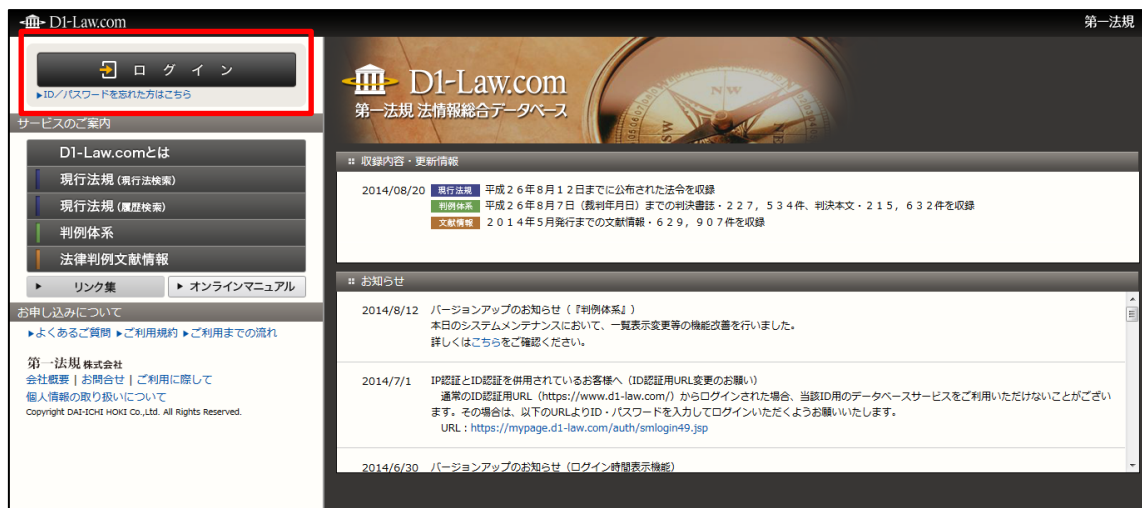 D1-Law.com
第一法規
ログイン
▶ID／パスワードを忘れた方はこちら
サービスのご案内
D1-Law.comとは
現行法規(現行法検索)
現行法規(履歴検索)
判例体系
法律判例文献情報
▶ リンク集 ▶ オンラインマニュアル
お申し込みについて
▶よくあるご質問 ▶ご利用規約 ▶ご利用までの流れ
第一法規 株式会社
会社概要 | お問合せ | ご利用に際して
個人情報の取り扱いについて
Copyright DAI-ICHI HOKI Co.,Ltd. All Rights Reserved.
D1-Law.com
第一法規 法情報総合データベース
NW
SW
収録内容・更新情報
2014/08/20 現行法規 平成２６年８月１２日までに公布された法令を収録
判例体系 平成２６年８月７日（裁判年月日）までの判決書誌・２２７，５３４件、判決本文・２１５，６３２件を収録
文献情報 ２０１４年５月発行までの文献情報・６２９，９０７件を収録
お知らせ
2014/8/12 バージョンアップのお知らせ（『判例体系』）
本日のシステムメンテナンスにおいて、一覧表示変更等の機能改善を行いました。
詳しくはこちらをご確認ください。
2014/7/1 IP認証とID認証を併用されているお客様へ（ID認証用URL変更のお願い）
通常のID認証用URL（https://www.d1-law.com/）からログインされた場合、当該ID用のデータベースサービスをご利用いただけないことがござい
ます。その場合は、以下のURLよりID・パスワードを入力してログインいただくようお願いいたします。
URL：https://mypage.d1-law.com/auth/smlogin49.jsp
2014/6/30 バージョンアップのお知らせ（ログイン時間表示機能）